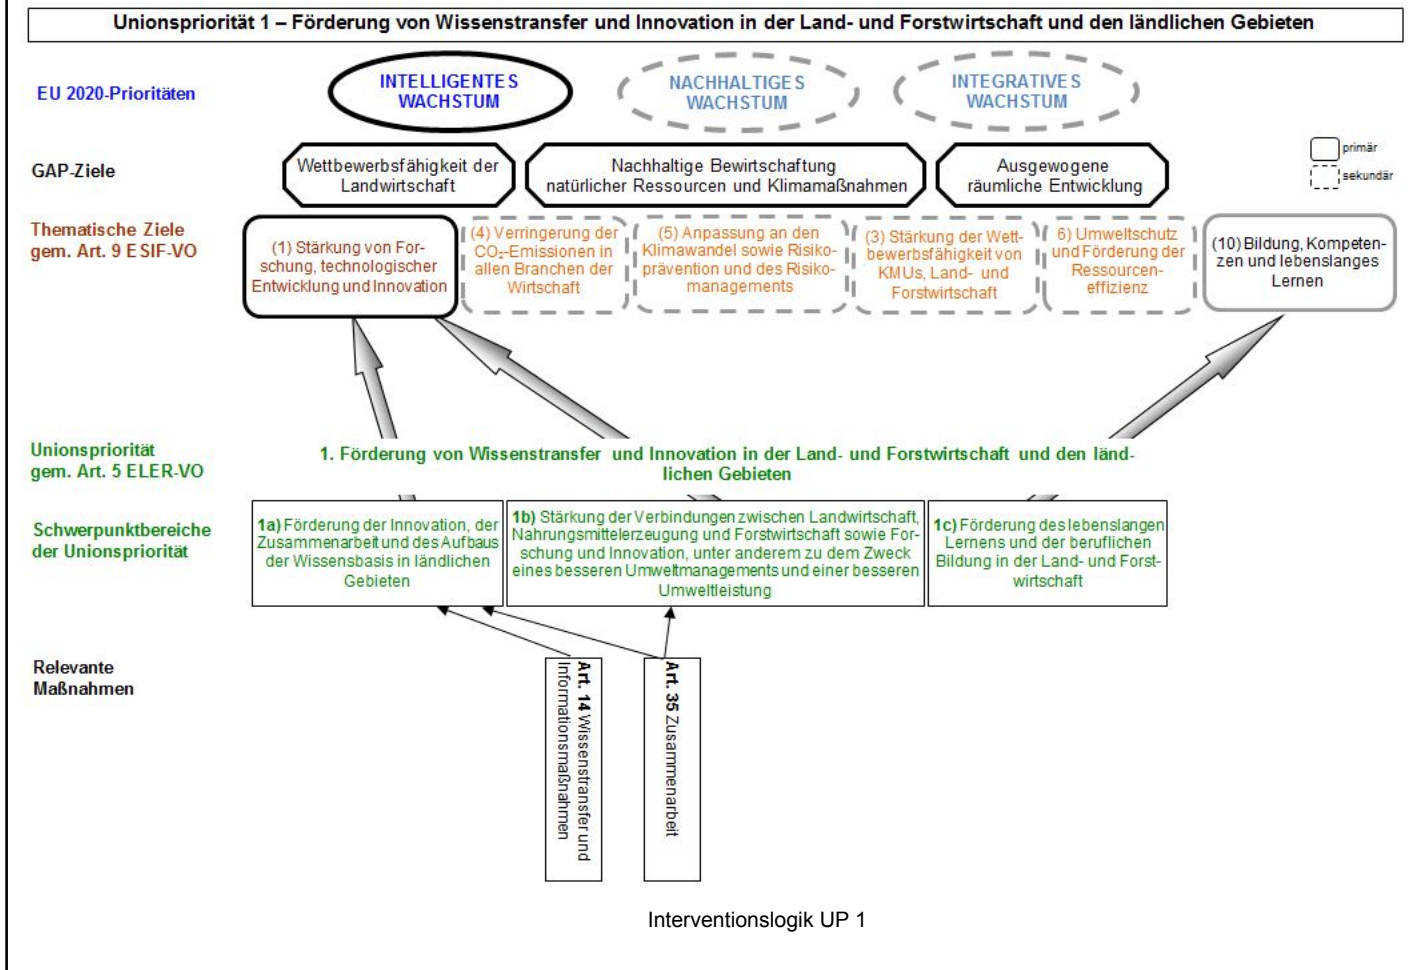 Unionspriorität 1 – Förderung von Wissenstransfer und Innovation in der Land- und Forstwirtschaft und den ländlichen Gebieten
EU 2020-Prioritäten
INTELLIGENTES
WACHSTUM
NACHHALTIGES
WACHSTUM
INTEGRATIVES
WACHSTUM
GAP-Ziele
Wettbewerbsfähigkeit der
Landwirtschaft
Nachhaltige Bewirtschaftung
natürlicher Ressourcen und Klimamaßnahmen
Ausgewogene
räumliche Entwicklung
primär
sekundär
Thematische Ziele
gem. Art. 9 ESIF-VO
(1) Stärkung von For-
schung, technologischer
Entwicklung und Innovation
(4) Verringerung der
CO₂-Emissionen in
allen Branchen der
Wirtschaft
(5) Anpassung an den
Klimawandel sowie Risiko-
prävention und des Risiko-
managements
(3) Stärkung der Wett-
bewerbsfähigkeit von
KMUs, Land- und
Forstwirtschaft
6) Umweltschutz
und Förderung der
Ressourcen-
effizienz
(10) Bildung, Kompeten-
zen und lebenslanges
Lernen
Unionspriorität
gem. Art. 5 ELER-VO
1. Förderung von Wissenstransfer und Innovation in der Land- und Forstwirtschaft und den länd-
lichen Gebieten
Schwerpunktbereiche
der Unionspriorität
1a) Förderung der Innovation, der
Zusammenarbeit und des Aufbaus
der Wissensbasis in ländlichen
Gebieten
1b) Stärkung der Verbindungen zwischen Landwirtschaft,
Nahrungsmittelerzeugung und Forstwirtschaft sowie For-
schung und Innovation, unter anderem zu dem Zweck
eines besseren Umweltmanagements und einer besseren
Umweltleistung
1c) Förderung des lebenslangen
Lernens und der beruflichen
Bildung in der Land- und Forst-
wirtschaft
Relevante
Maßnahmen
Art. 14 Wissenstransfer und
Informationsmaßnahmen
Art. 35 Zusammenarbeit
Interventionslogik UP 1